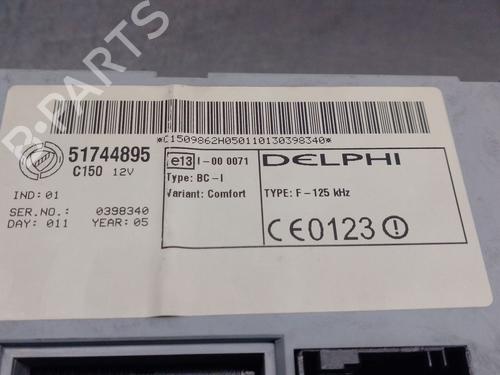 B-PARTS
*C1509862H050110130398340*
51744895
C150 12V
IND:01
SER.NO.: 0398340
DAY: 011 YEAR: 05
e13 I-00 0071
Type: BC-I
Variant: Comfort
DELPHI
TYPE: F-125 kHz
CE0123